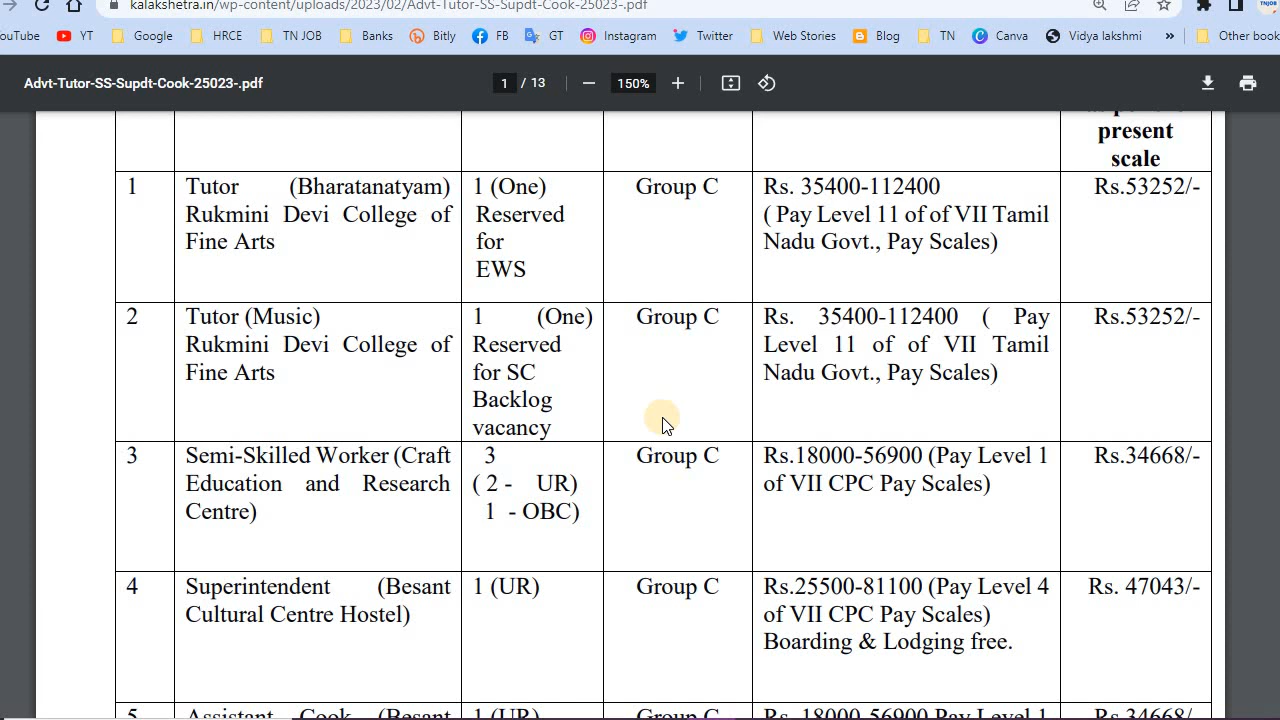 kalakshetra.in/wp-content/uploads/2023/02/Advt-Tutor-SS-Supdt-Cook-25023-.pdf
YouTube YT Google HRCE TN JOB Banks Bitly FB GT Instagram Twitter Web Stories Blog TN Canva Vidya lakshmi » Other book
Advt-Tutor-SS-Supdt-Cook-25023-.pdf 1 / 13 150%
present
scale
1
Tutor (Bharatanatyam)
Rukmini Devi College of
Fine Arts
1 (One)
Reserved
for
EWS
Group C
Rs. 35400-112400
( Pay Level 11 of of VII Tamil
Nadu Govt., Pay Scales)
Rs.53252/-
2
Tutor (Music)
Rukmini Devi College of
Fine Arts
1 (One)
Reserved
for SC
Backlog
vacancy
Group C
Rs. 35400-112400 ( Pay
Level 11 of of VII Tamil
Nadu Govt., Pay Scales)
Rs.53252/-
3
Semi-Skilled Worker (Craft
Education and Research
Centre)
3
( 2 - UR)
1 - OBC)
Group C
Rs.18000-56900 (Pay Level 1
of VII CPC Pay Scales)
Rs.34668/-
4
Superintendent (Besant
Cultural Centre Hostel)
1 (UR)
Group C
Rs.25500-81100 (Pay Level 4
of VII CPC Pay Scales)
Boarding & Lodging free.
Rs. 47043/-
5
Assistant Cook (Besant
1 (UR)
Group C
Rs. 18000-56900 Pay Level 1
Rs.34668/-